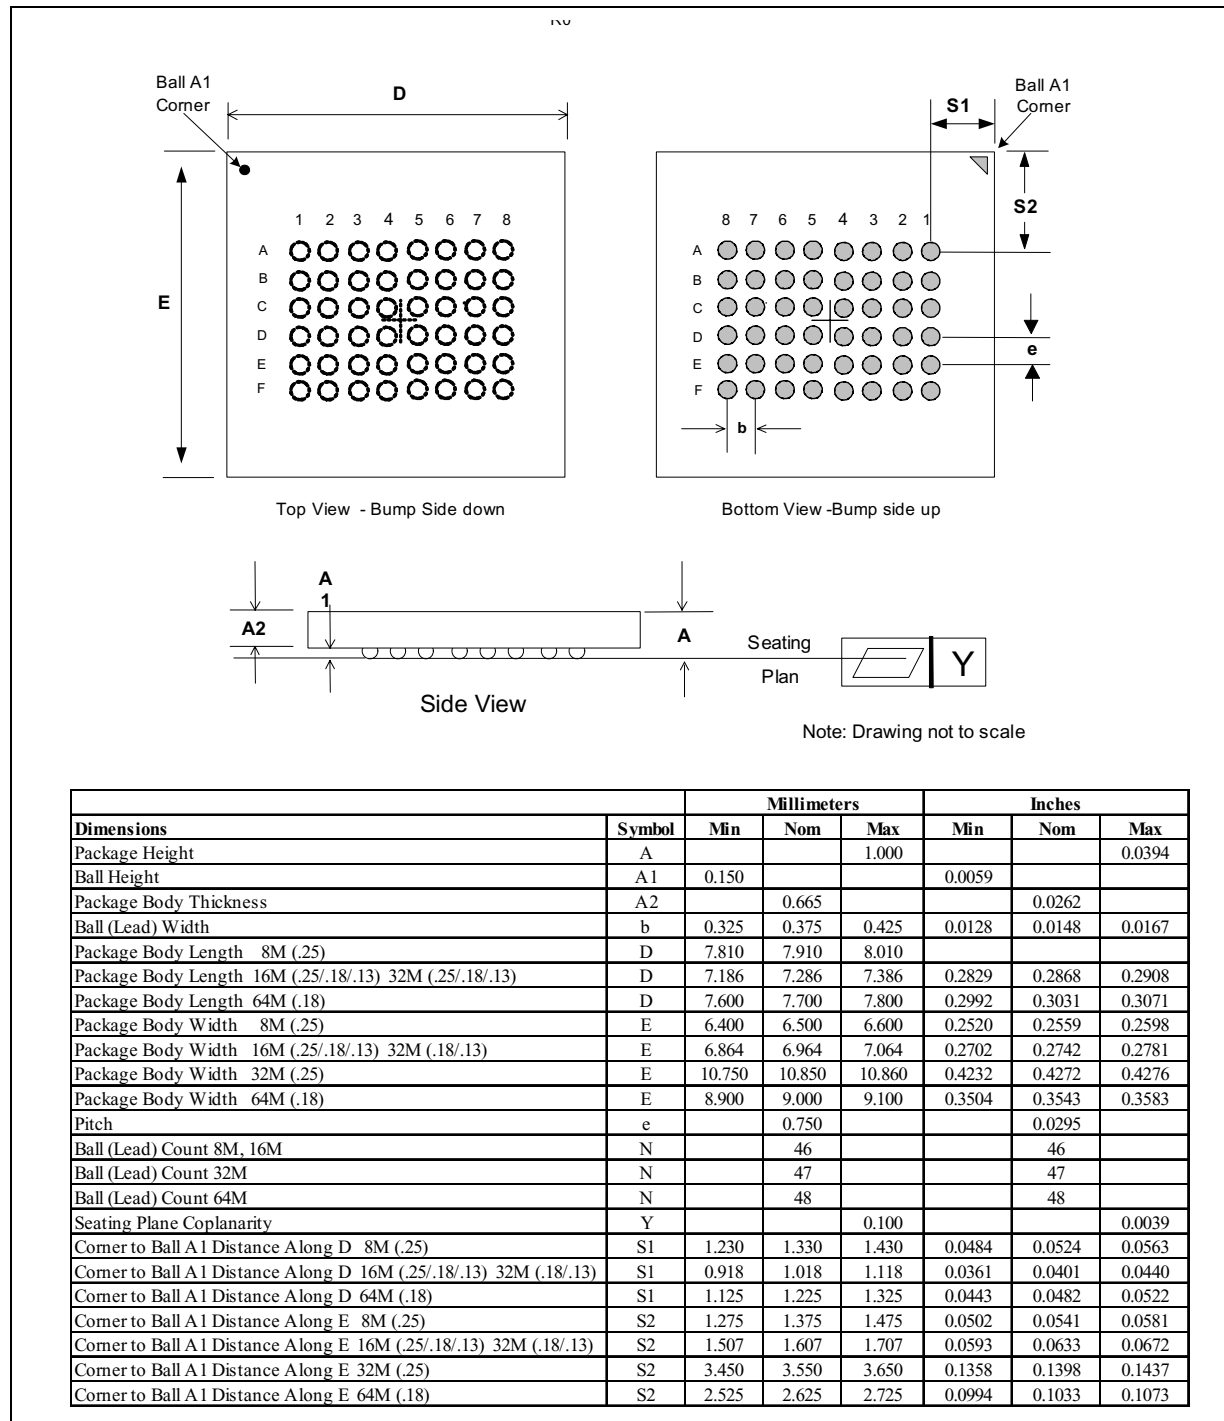 Ball A1
Corner
D
S1
Ball A1
Corner
S2
E
1 2 3 4 5 6 7 8
A
B
C
D
E
F
8 7 6 5 4 3 2 1
A
B
C
D
E
F
e
b
Top View - Bump Side down
Bottom View -Bump side up
A
1
A2
A
Seating
Plan
Y
Side View
Note: Drawing not to scale
Millimeters Inches
Dimensions Symbol Min Nom Max Min Nom Max
Package Height A 1.000 0.0394
Ball Height A1 0.150 0.0059
Package Body Thickness A2 0.665 0.0262
Ball (Lead) Width b 0.325 0.375 0.425 0.0128 0.0148 0.0167
Package Body Length 8M (.25) D 7.810 7.910 8.010
Package Body Length 16M (.25/.18/.13) 32M (.25/.18/.13) D 7.186 7.286 7.386 0.2829 0.2868 0.2908
Package Body Length 64M (.18) D 7.600 7.700 7.800 0.2992 0.3031 0.3071
Package Body Width 8M (.25) E 6.400 6.500 6.600 0.2520 0.2559 0.2598
Package Body Width 16M (.25/.18/.13) 32M (.18/.13) E 6.864 6.964 7.064 0.2702 0.2742 0.2781
Package Body Width 32M (.25) E 10.750 10.850 10.860 0.4232 0.4272 0.4276
Package Body Width 64M (.18) E 8.900 9.000 9.100 0.3504 0.3543 0.3583
Pitch e 0.750 0.0295
Ball (Lead) Count 8M, 16M N 46 46
Ball (Lead) Count 32M N 47 47
Ball (Lead) Count 64M N 48 48
Seating Plane Coplanarity Y 0.100 0.0039
Corner to Ball A1 Distance Along D 8M (.25) S1 1.230 1.330 1.430 0.0484 0.0524 0.0563
Corner to Ball A1 Distance Along D 16M (.25/.18/.13) 32M (.18/.13) S1 0.918 1.018 1.118 0.0361 0.0401 0.0440
Corner to Ball A1 Distance Along D 64M (.18) S1 1.125 1.225 1.325 0.0443 0.0482 0.0522
Corner to Ball A1 Distance Along E 8M (.25) S2 1.275 1.375 1.475 0.0502 0.0541 0.0581
Corner to Ball A1 Distance Along E 16M (.25/.18/.13) 32M (.18/.13) S2 1.507 1.607 1.707 0.0593 0.0633 0.0672
Corner to Ball A1 Distance Along E 32M (.25) S2 3.450 3.550 3.650 0.1358 0.1398 0.1437
Corner to Ball A1 Distance Along E 64M (.18) S2 2.525 2.625 2.725 0.0994 0.1033 0.1073